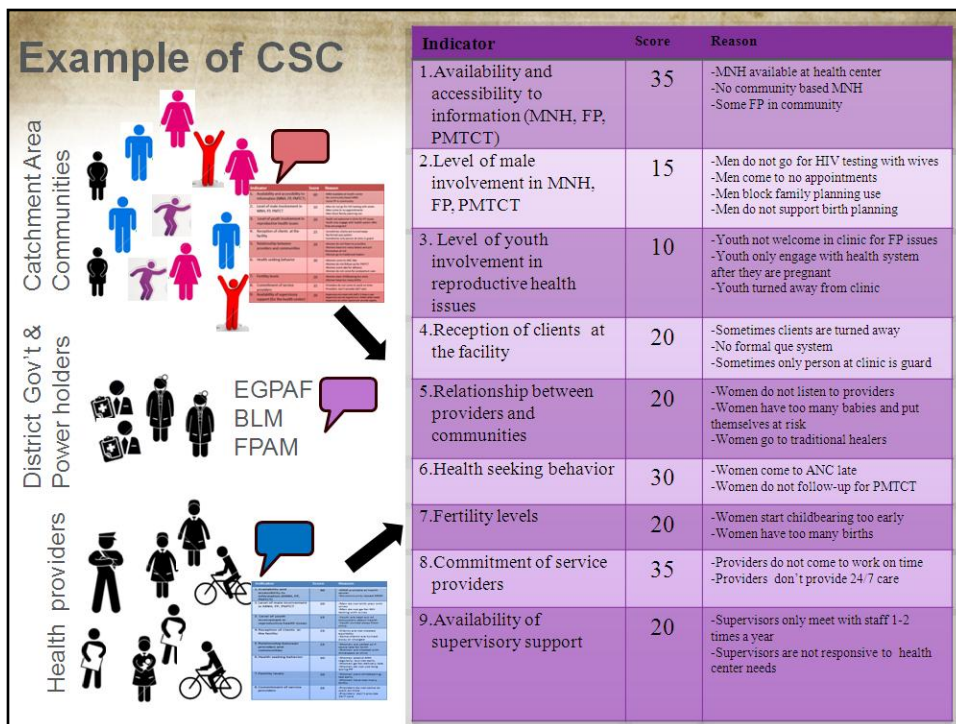 Example of CSC
Catchment Area
Communities
District Gov't &
Power holders
EGPAF
BLM
FPAM
Health providers
Indicator Score Reason
1.Availability and
accessibility to
information (MNH, FP,
PMTCT)
35
-MNH available at health center
-No community based MNH
-Some FP in community
2.Level of male
involvement in MNH,
FP, PMTCT
15
-Men do not go for HIV testing with wives
-Men come to no appointments
-Men block family planning use
-Men do not support birth planning
3. Level of youth
involvement in
reproductive health
issues
10
-Youth not welcome in clinic for FP issues
-Youth only engage with health system
after they are pregnant
-Youth turned away from clinic
4.Reception of clients at
the facility
20
-Sometimes clients are turned away
-No formal que system
-Sometimes only person at clinic is guard
5.Relationship between
providers and
communities
20
-Women do not listen to providers
-Women have too many babies and put
themselves at risk
-Women go to traditional healers
6.Health seeking behavior
30
-Women come to ANC late
-Women do not follow-up for PMTCT
7.Fertility levels
20
-Women start childbearing too early
-Women have too many births
8.Commitment of service
providers
35
-Providers do not come to work on time
-Providers don't provide 24/7 care
9.Availability of
supervisory support
20
-Supervisors only meet with staff 1-2
times a year
-Supervisors are not responsive to health
center needs